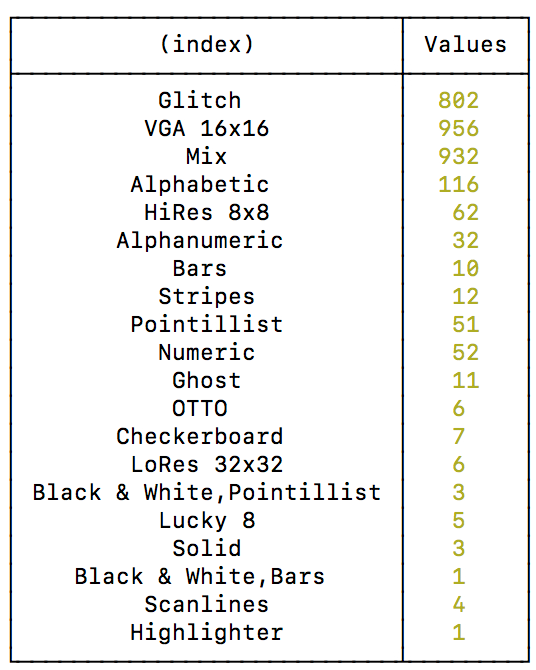 (index) Values
Glitch 802
VGA 16x16 956
Mix 932
Alphabetic 116
HiRes 8x8 62
Alphanumeric 32
Bars 10
Stripes 12
Pointillist 51
Numeric 52
Ghost 11
OTTO 6
Checkerboard 7
LoRes 32x32 6
Black & White,Pointillist 3
Lucky 8 5
Solid 3
Black & White,Bars 1
Scanlines 4
Highlighter 1